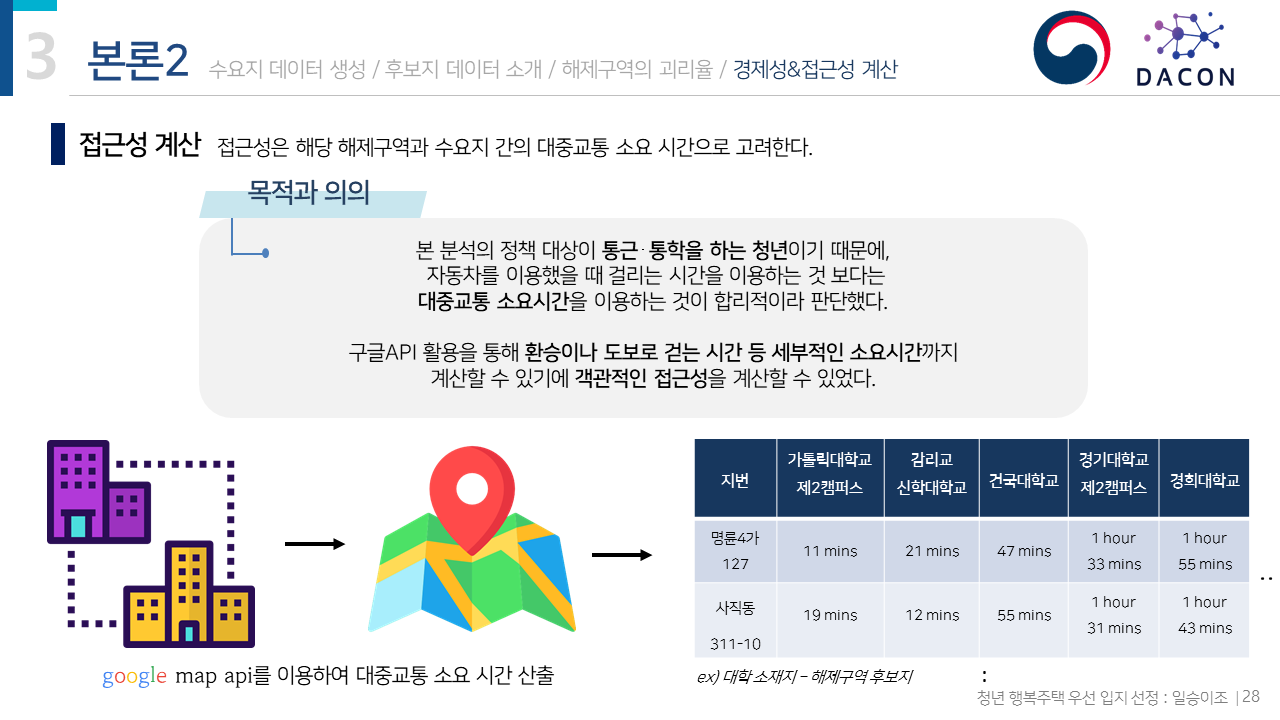 3
본론2
수요지 데이터 생성 / 후보지 데이터 소개 / 해제구역의 괴리율 / 경제성&접근성 계산
DACON
접근성 계산
접근성은 해당 해제구역과 수요지 간의 대중교통 소요 시간으로 고려한다.
목적과 의의
본 분석의 정책 대상이 통근·통학을 하는 청년이기 때문에,
자동차를 이용했을 때 걸리는 시간을 이용하는 것 보다는
대중교통 소요시간을 이용하는 것이 합리적이라 판단했다.
구글API 활용을 통해 환승이나 도보로 걷는 시간 등 세부적인 소요시간까지
계산할 수 있기에 객관적인 접근성을 계산할 수 있었다.
google map api를 이용하여 대중교통 소요 시간 산출
지번 가톨릭대학교 제2캠퍼스 감리교 신학대학교 건국대학교 경기대학교 제2캠퍼스 경희대학교
명륜4가 127 11 mins 21 mins 47 mins 1 hour 33 mins 1 hour 55 mins
사직동 311-10 19 mins 12 mins 55 mins 1 hour 31 mins 1 hour 43 mins
..
ex) 대학 소재지 – 해제구역 후보지
:
청년 행복주택 우선 입지 선정 : 일승이조 |28